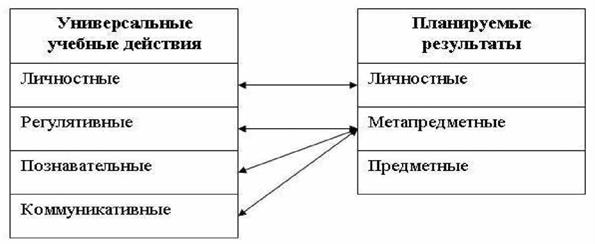 Универсальные
учебные действия
Личностные
Регулятивные
Познавательные
Коммуникативные
Планируемые
результаты
Личностные
Метапредметные
Предметные